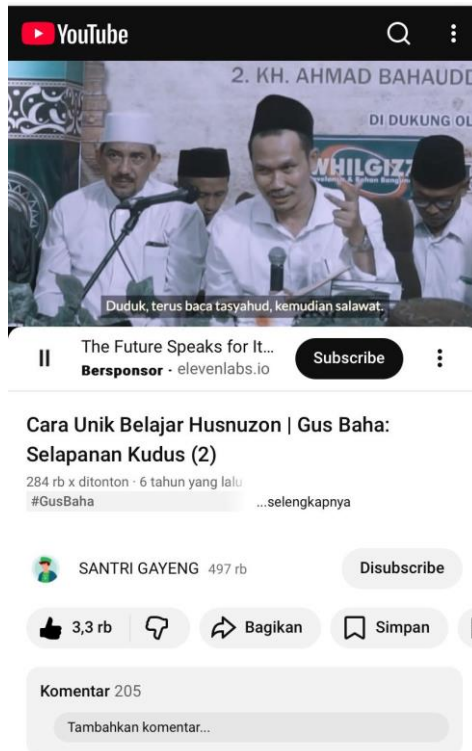 YouTube
2. KH. AHMAD BAHAUDD
DI DUKUNG OL
WHILGIZZ
Duduk, terus baca tasyahud, kemudian salawat.
The Future Speaks for It...
Bersponsor · elevenlabs.io
Subscribe
Cara Unik Belajar Husnuzon | Gus Baha:
Selapanan Kudus (2)
284 rb x ditonton · 6 tahun yang lalu
#GusBaha ...selengkapnya
SANTRI GAYENG 497 rb
Disubscribe
3,3 rb
Bagikan
Simpan
Komentar 205
Tambahkan komentar...